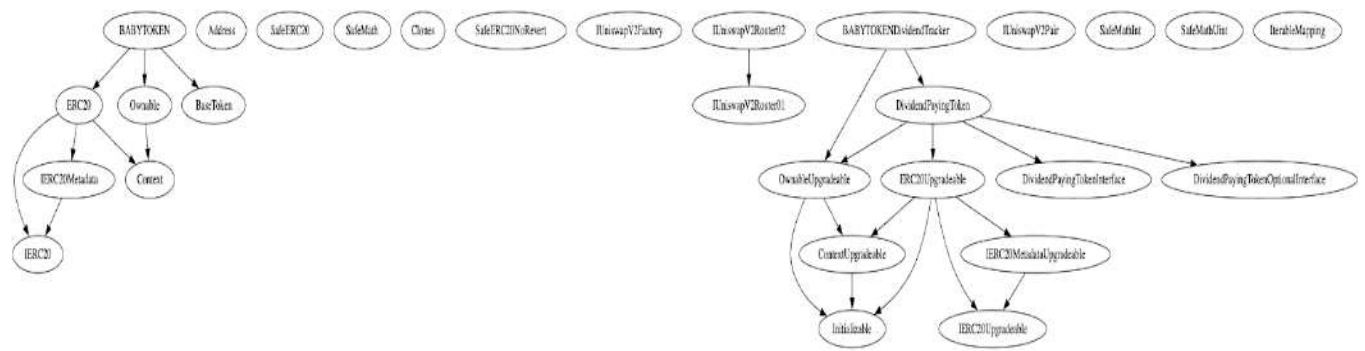 BABYTOKEN Address SafeERC20 SafeMath Clones SafeERC20NoRevert IUniswapV2Factory IUniswapV2Router02 BABYTOKENDividendTracker IUniswapV2Pair SafeMathInt SafeMathUint IterableMapping
ERC20 Ownable BaseToken IUniswapV2Router01 DividendPayingToken
IERC20Metadata Context OwnableUpgradeable ERC20Upgradeable DividendPayingTokenInterface DividendPayingTokenOptionalInterface
IERC20 ContextUpgradeable IERC20MetadataUpgradeable
Initializable IERC20Upgradeable